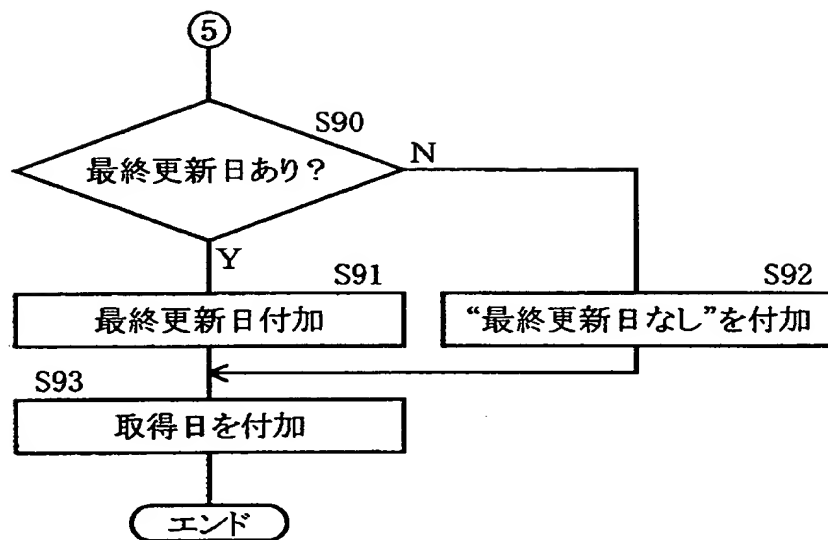 5
S90
最終更新日あり?
N
Y
S91
最終更新日付加
S92
“最終更新日なし”を付加
S93
取得日を付加
エンド